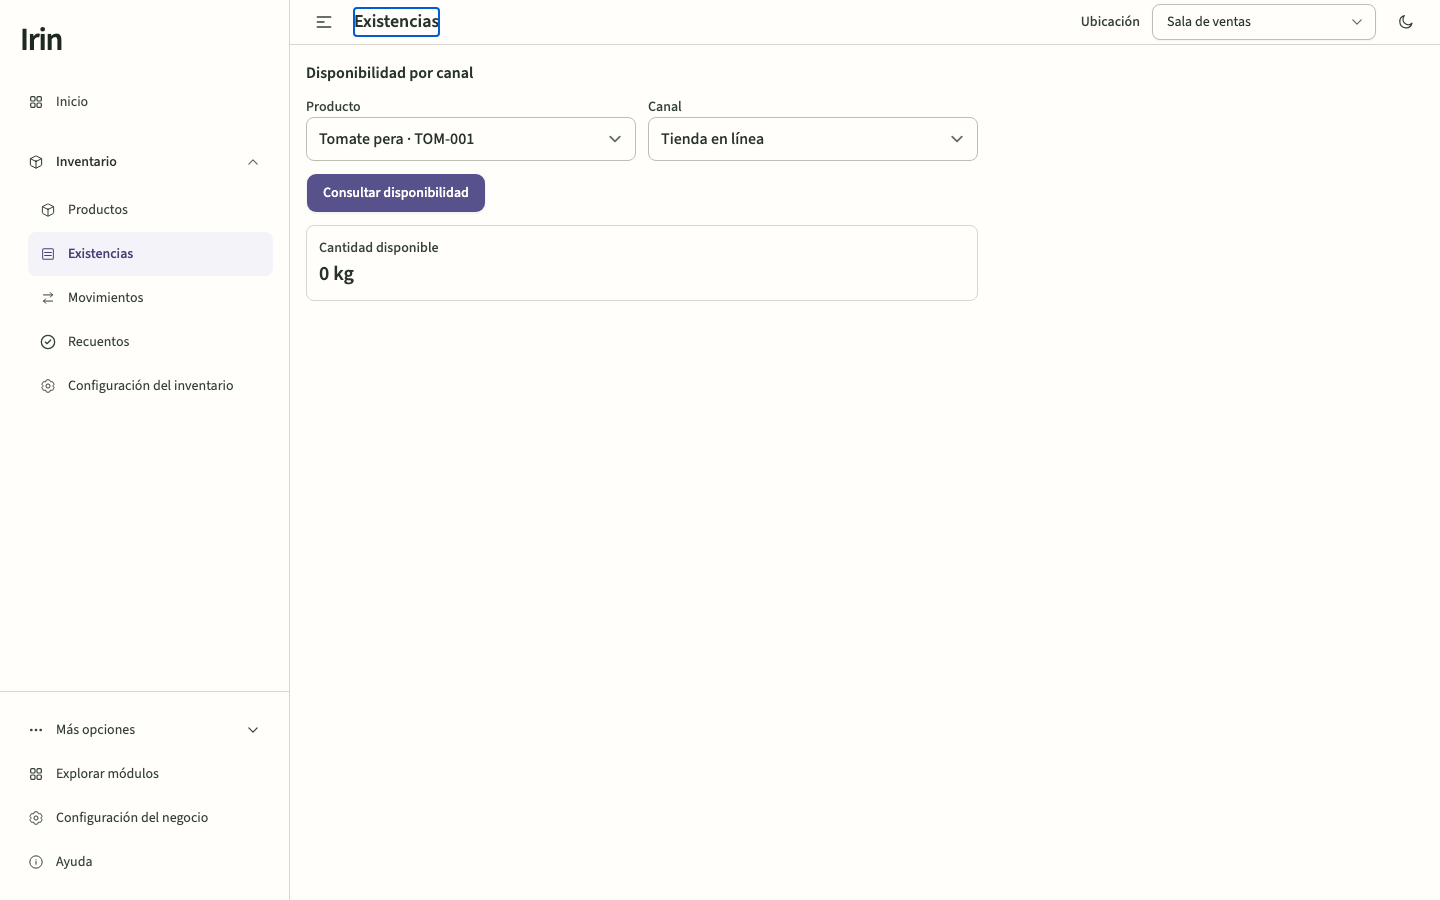 Irin
Inicio
Inventario
Productos
Existencias
Movimientos
Recuentos
Configuración del inventario
Más opciones
Explorar módulos
Configuración del negocio
Ayuda
Existencias
Ubicación
Sala de ventas
Disponibilidad por canal
Producto
Canal
Tomate pera · TOM-001
Tienda en línea
Consultar disponibilidad
Cantidad disponible
0 kg